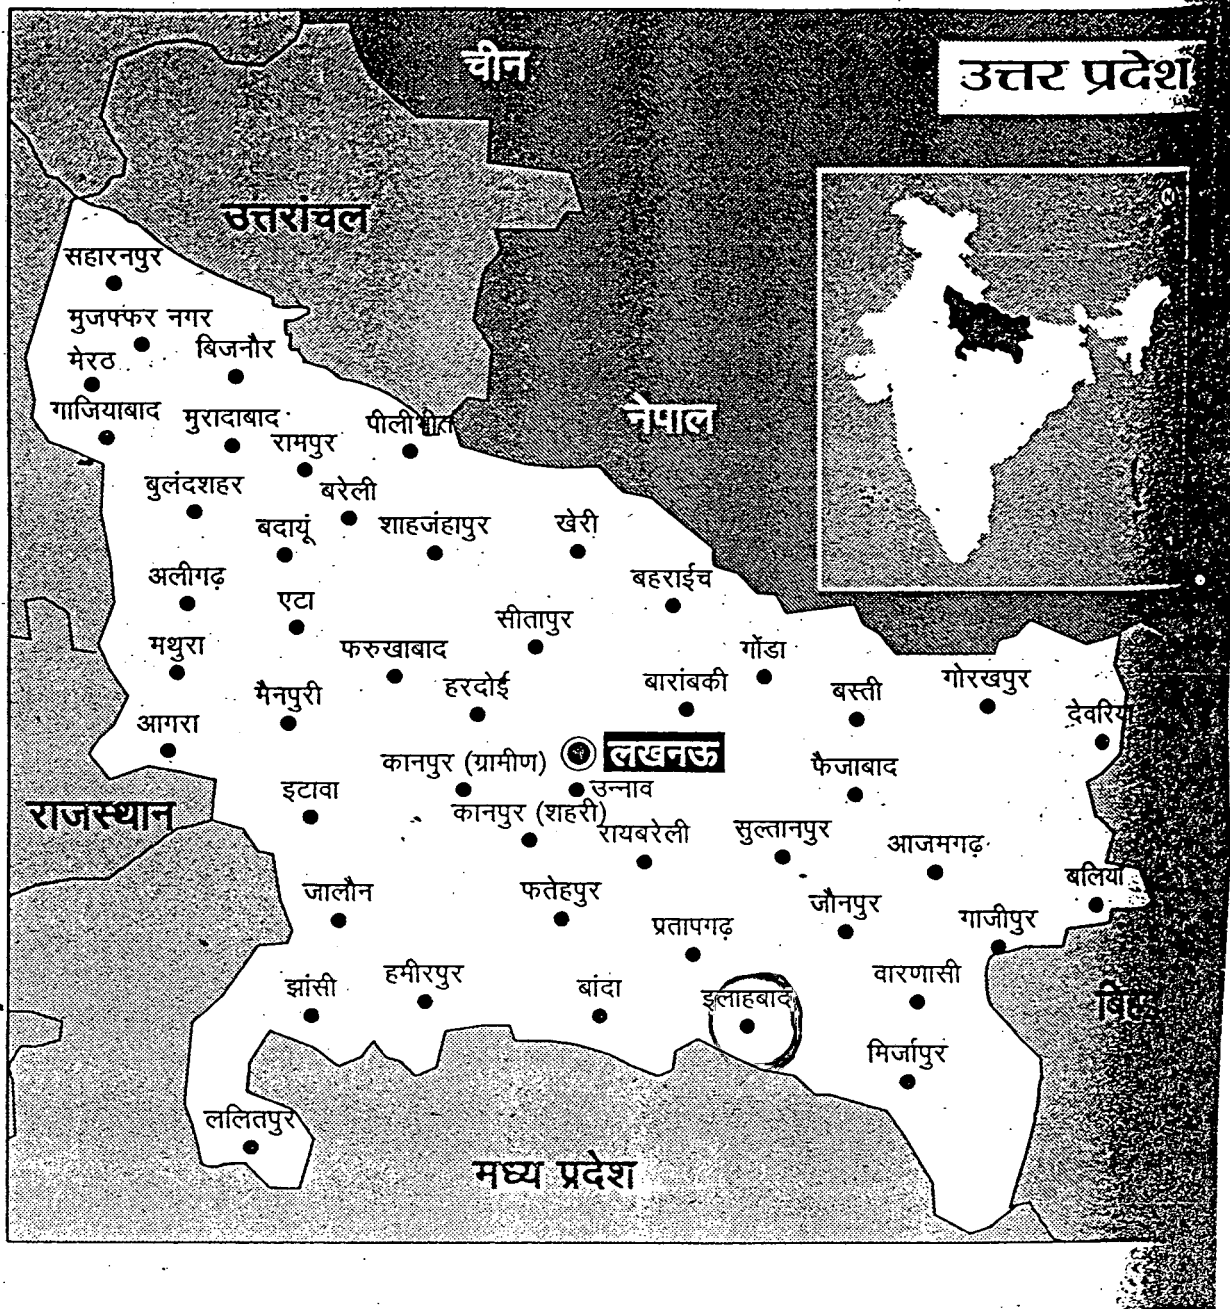 चीन
उत्तर प्रदेश
उत्तरांचल
सहारनपुर
मुजफ्फर नगर
बिजनौर
मेरठ
गाजियाबाद
मुरादाबाद
पीलीभीत
नेपाल
रामपुर
बुलंदशहर
बरेली
बदायूं
शाहजंहापुर
खेरी
अलीगढ़
बहराईच
एटा
सीतापुर
मथुरा
फरुखाबाद
गोंडा
हरदोई
बारांबकी
गोरखपुर
मैनपुरी
बस्ती
देवरिय
आगरा
लखनऊ
कानपुर (ग्रामीण)
फैजाबाद
इटावा
उन्नाव
राजस्थान
कानपुर (शहरी)
रायबरेली
सुल्तानपुर
आजमगढ़
बलिया
जालौन
फतेहपुर
जौनपुर
गाजीपुर
प्रतापगढ़
हमीरपुर
वारणासी
झांसी
बांदा
इलाहबाद
मिर्जापुर
ललितपुर
मध्य प्रदेश